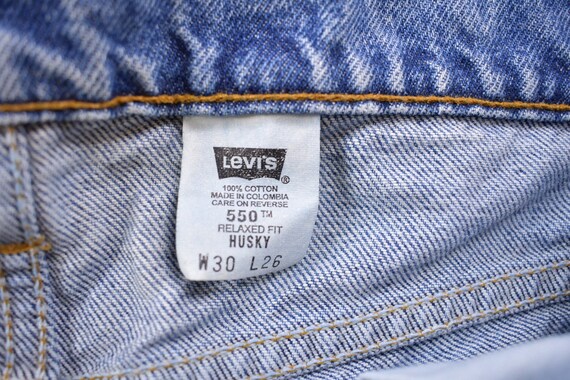 LEVI'S ®
100% COTTON
MADE IN COLOMBIA
CARE ON REVERSE
550™
RELAXED FIT
HUSKY
W30 L26